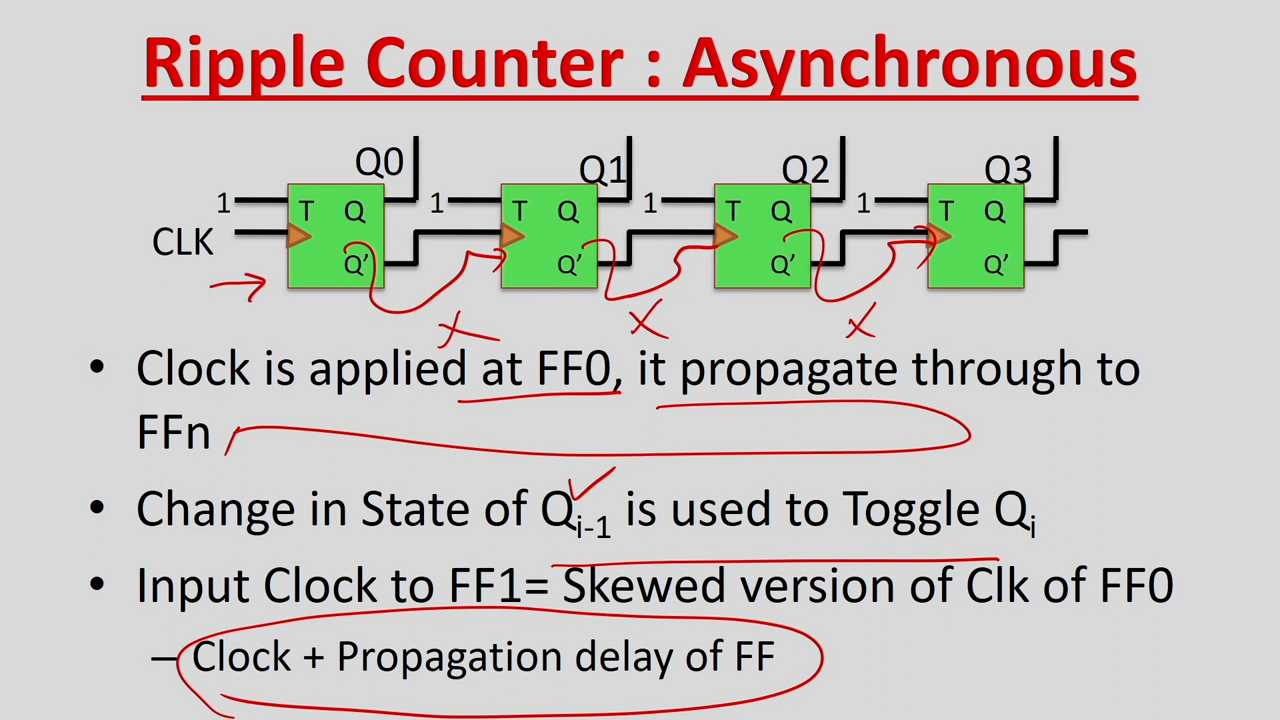 Ripple Counter : Asynchronous
Q0 Q1 Q2 Q3
1 T Q 1 T Q 1 T Q 1 T Q
CLK
Q' Q' Q' Q'
• Clock is applied at FF0, it propagate through to
FFn
• Change in State of Qi-1 is used to Toggle Qi
• Input Clock to FF1= Skewed version of Clk of FF0
– Clock + Propagation delay of FF